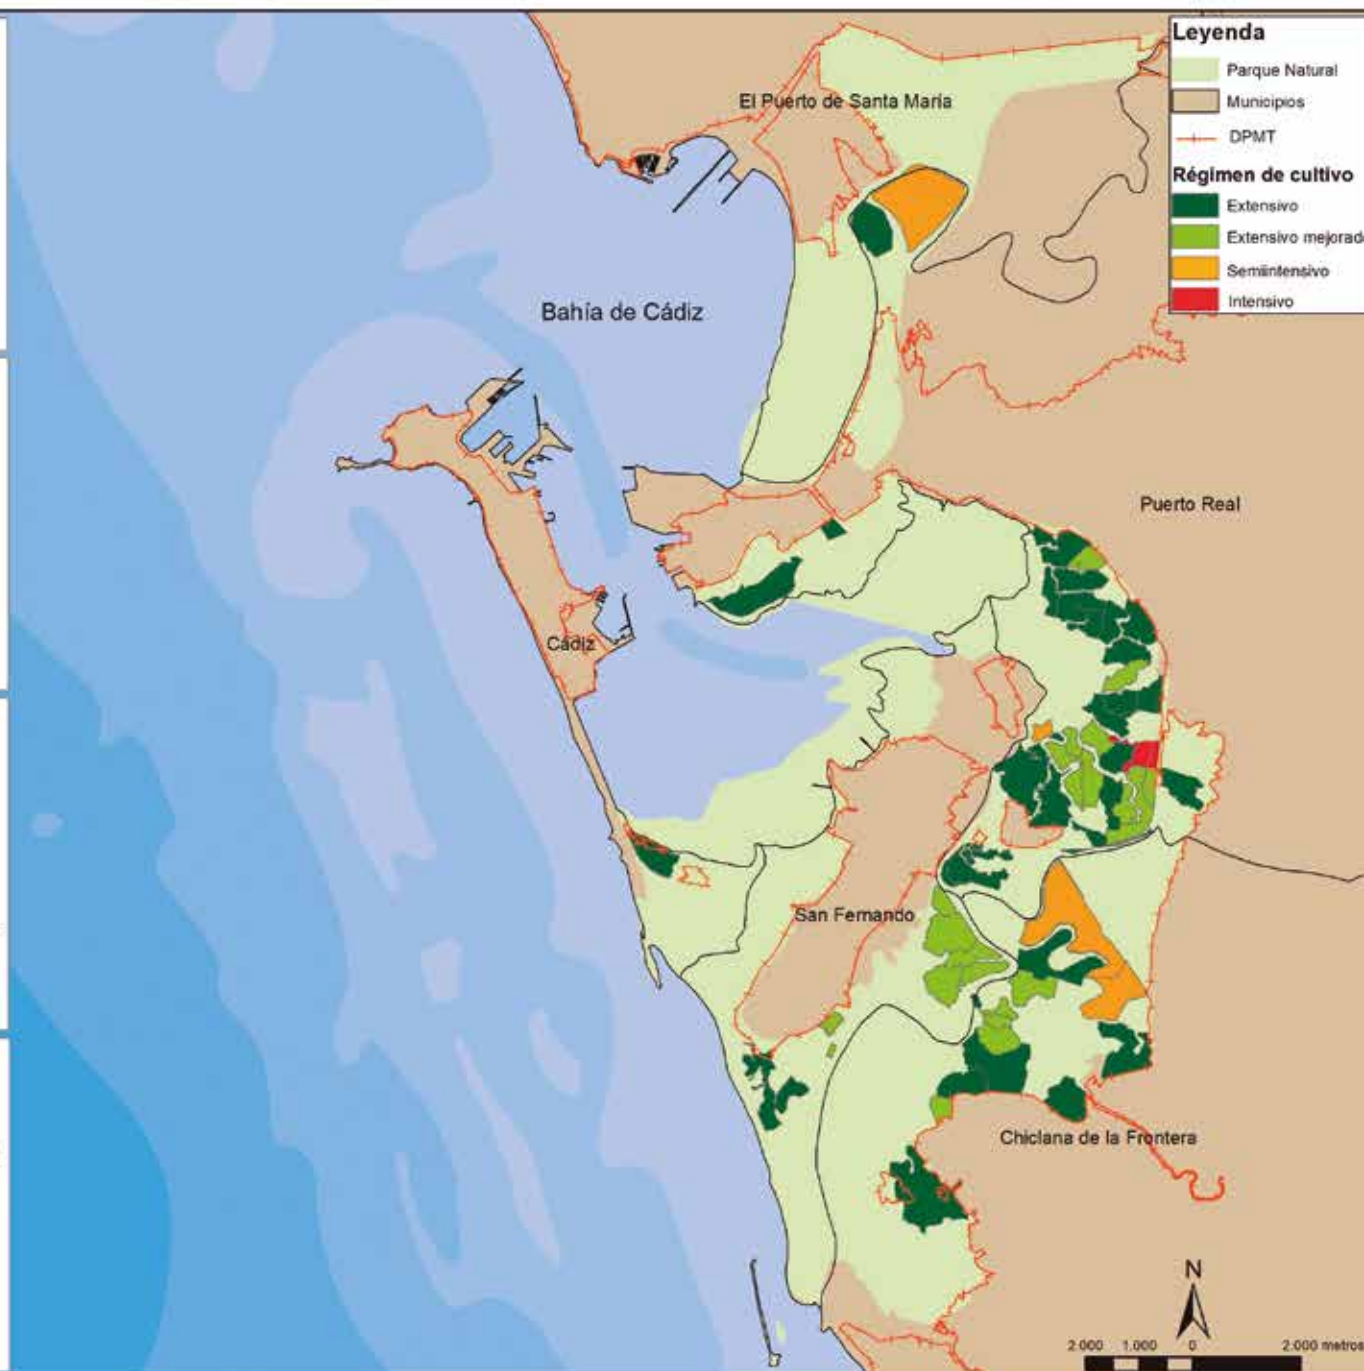 Leyenda
Parque Natural
Municipios
DPMT
Régimen de cultivo
Extensivo
Extensivo mejorad
Semiintensivo
Intensivo
El Puerto de Santa María
Bahía de Cádiz
Puerto Real
Cádiz
San Fernando
Chiclana de la Frontera
N
2.000 1.000 0 2.000 metros